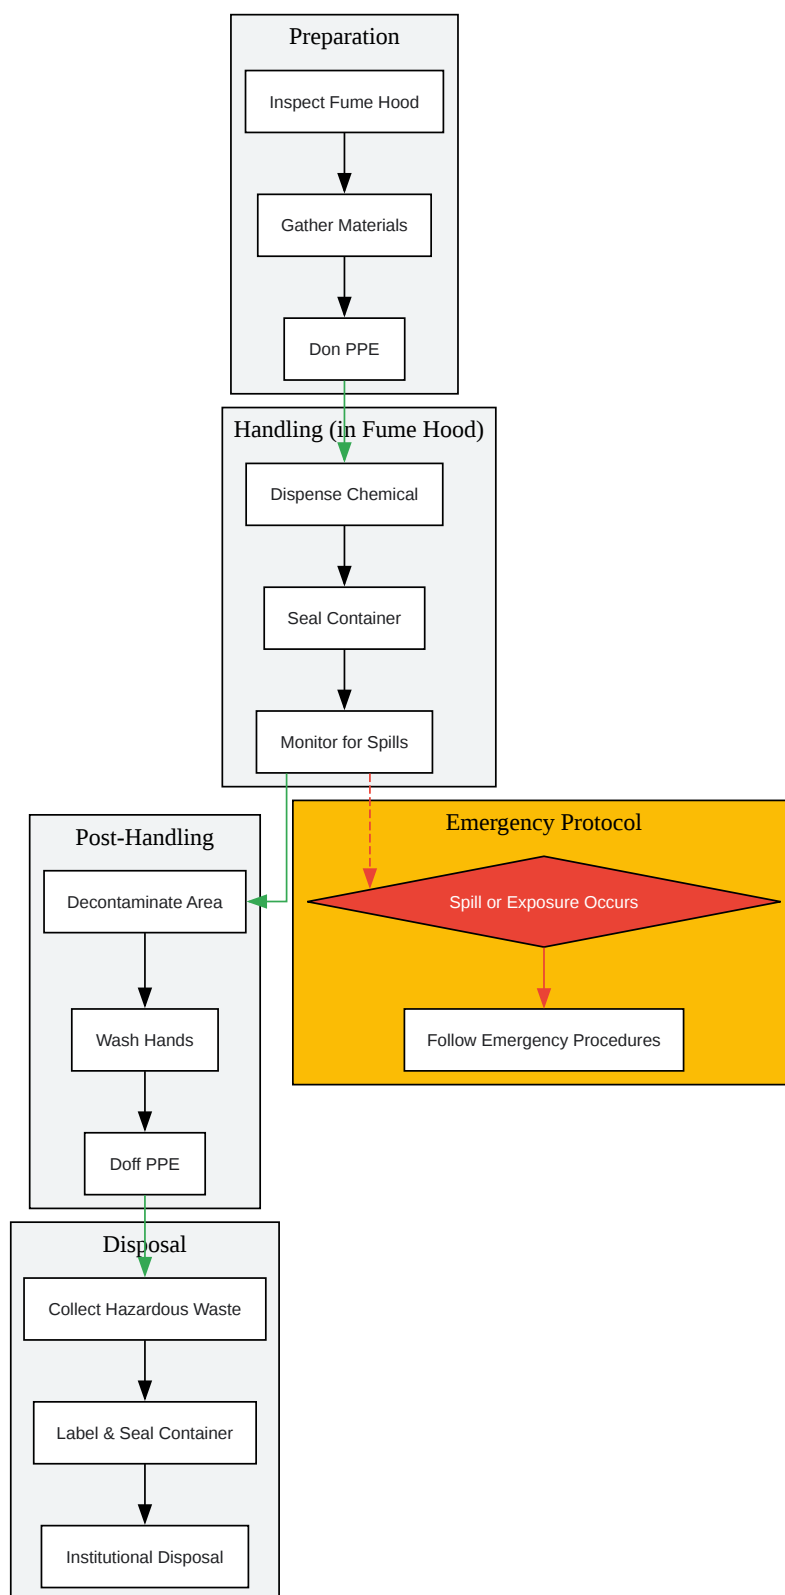 Preparation
Inspect Fume Hood
Gather Materials
Don PPE
Handling (in Fume Hood)
Dispense Chemical
Seal Container
Monitor for Spills
Post-Handling
Decontaminate Area
Wash Hands
Doff PPE
Emergency Protocol
Spill or Exposure Occurs
Follow Emergency Procedures
Disposal
Collect Hazardous Waste
Label & Seal Container
Institutional Disposal